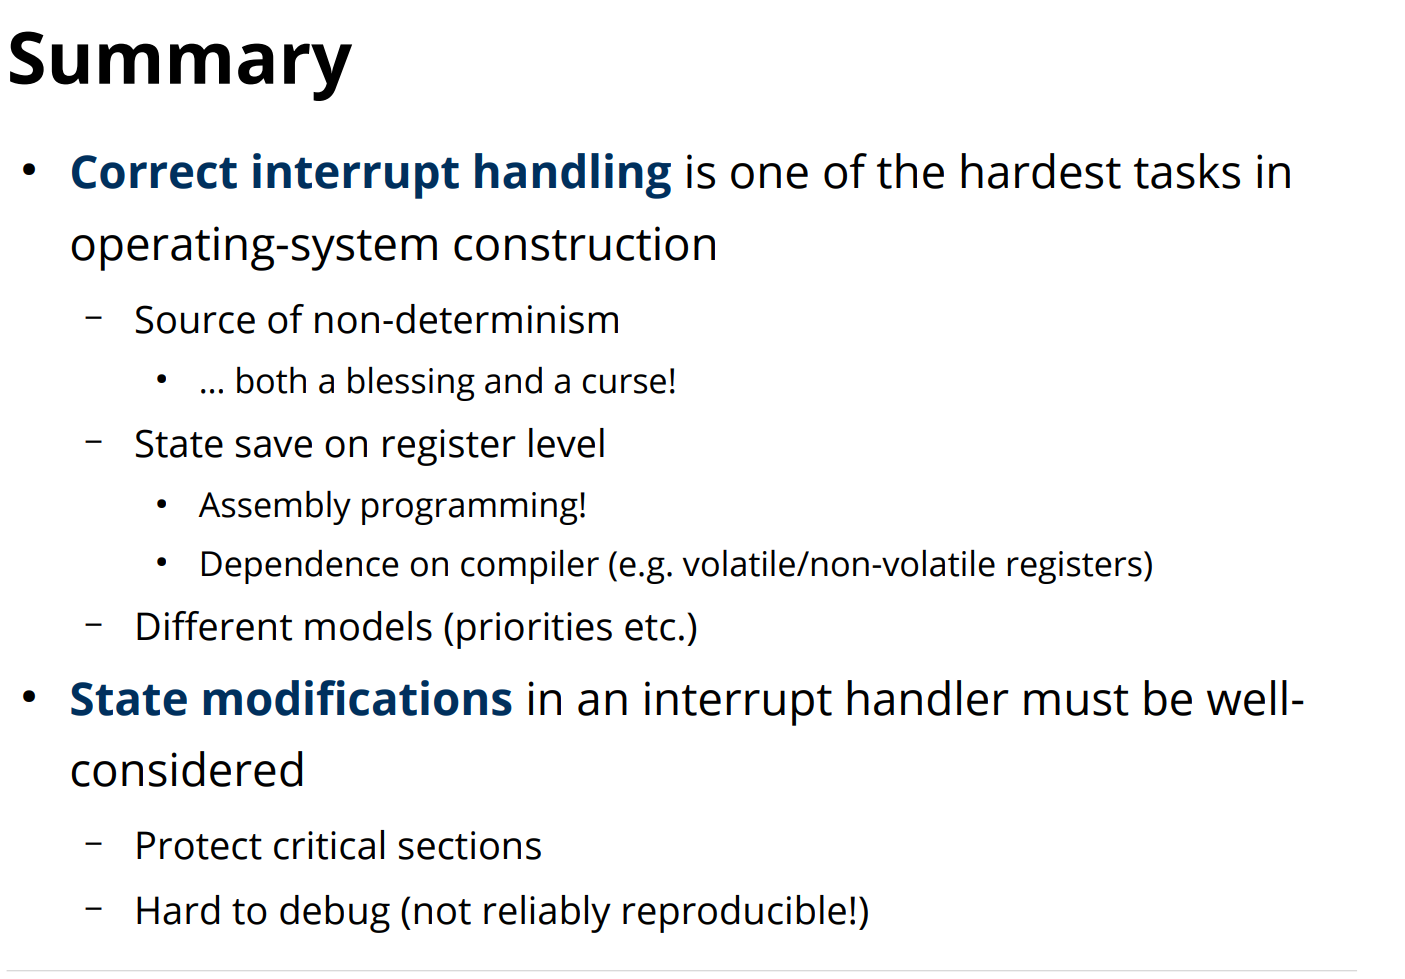 Summary
• Correct interrupt handling is one of the hardest tasks in
operating-system construction
– Source of non-determinism
• ... both a blessing and a curse!
– State save on register level
• Assembly programming!
• Dependence on compiler (e.g. volatile/non-volatile registers)
– Different models (priorities etc.)
• State modifications in an interrupt handler must be well-
considered
– Protect critical sections
– Hard to debug (not reliably reproducible!)